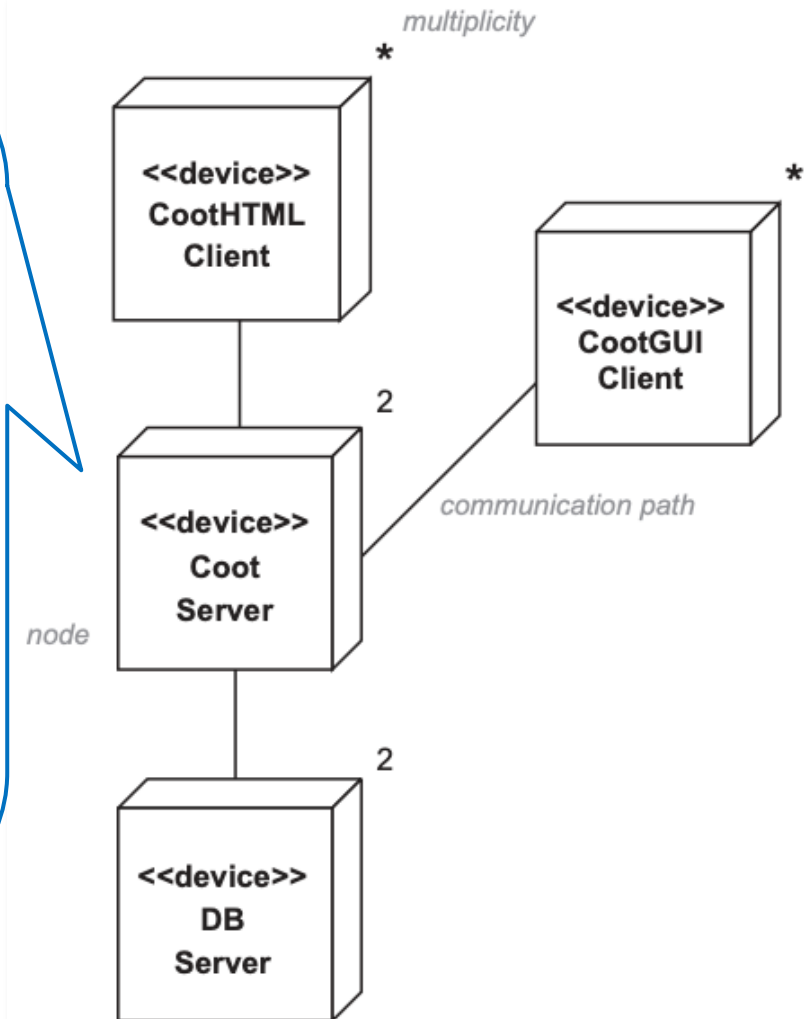 multiplicity
*
<<device>>
CootHTML
Client
*
<<device>>
CootGUI
Client
2
communication path
<<device>>
Coot
Server
node
2
<<device>>
DB
Server